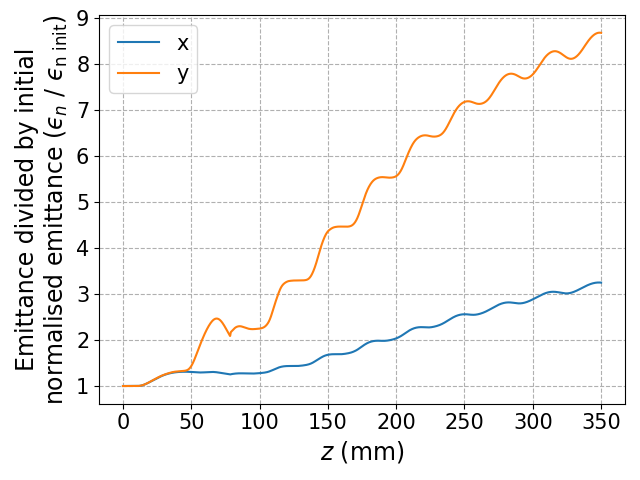 Emittance divided by initial
normalised emittance (ϵₙ / ϵₙ ᵢₙᵢₜ)
9
8
7
6
5
4
3
2
1
x
y
0 50 100 150 200 250 300 350
z (mm)